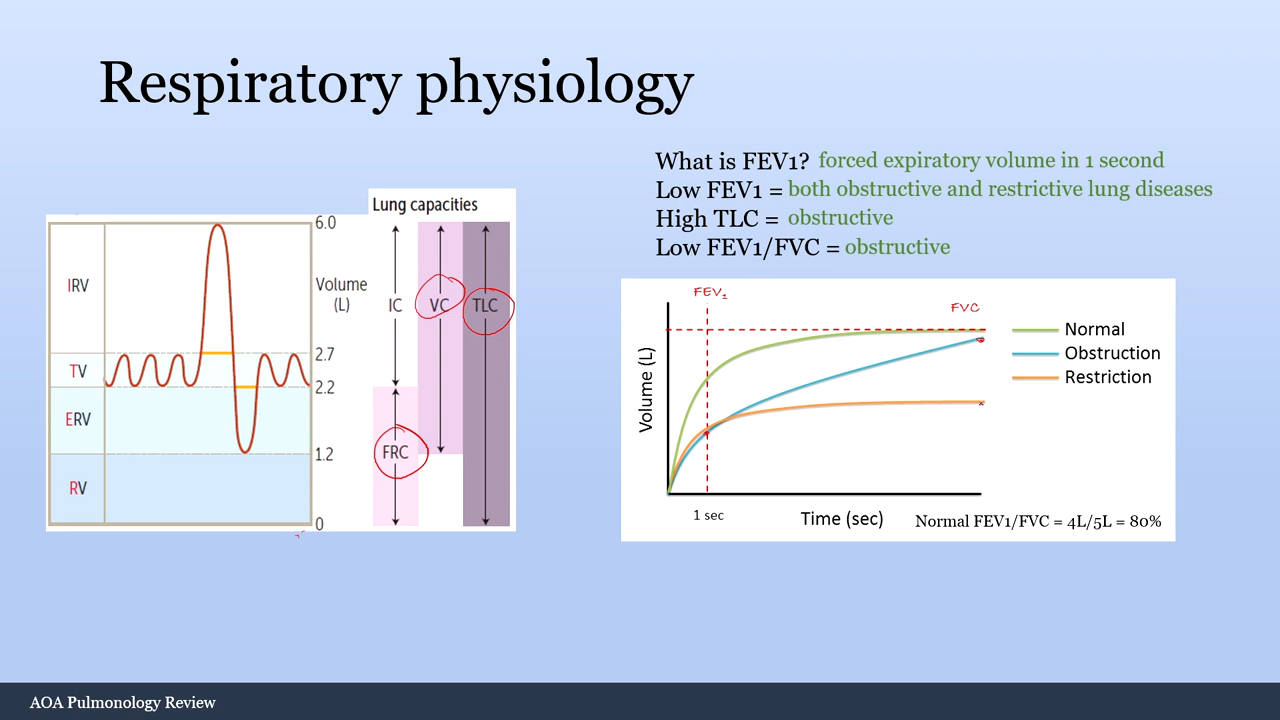 Respiratory physiology
What is FEV1? forced expiratory volume in 1 second
Low FEV1 = both obstructive and restrictive lung diseases
High TLC = obstructive
Low FEV1/FVC = obstructive
Lung capacities
6.0
IRV
Volume
(L)
IC
VC
TLC
2.7
TV
2.2
ERV
FRC
1.2
RV
0
FEV1
FVC
Normal
Obstruction
Restriction
Volume (L)
1 sec
Time (sec)
Normal FEV1/FVC = 4L/5L = 80%
AOA Pulmonology Review